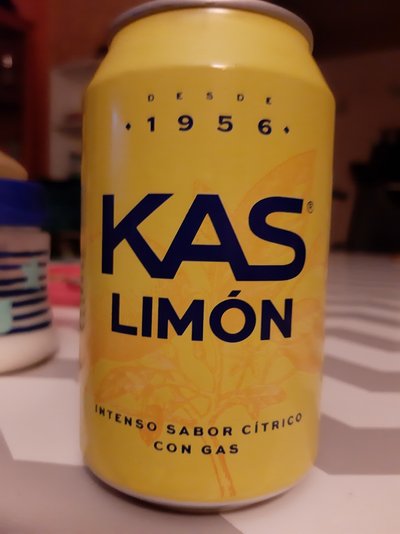 DESDE
• 1956 •
KAS®
LIMÓN
INTENSO SABOR CÍTRICO
CON GAS